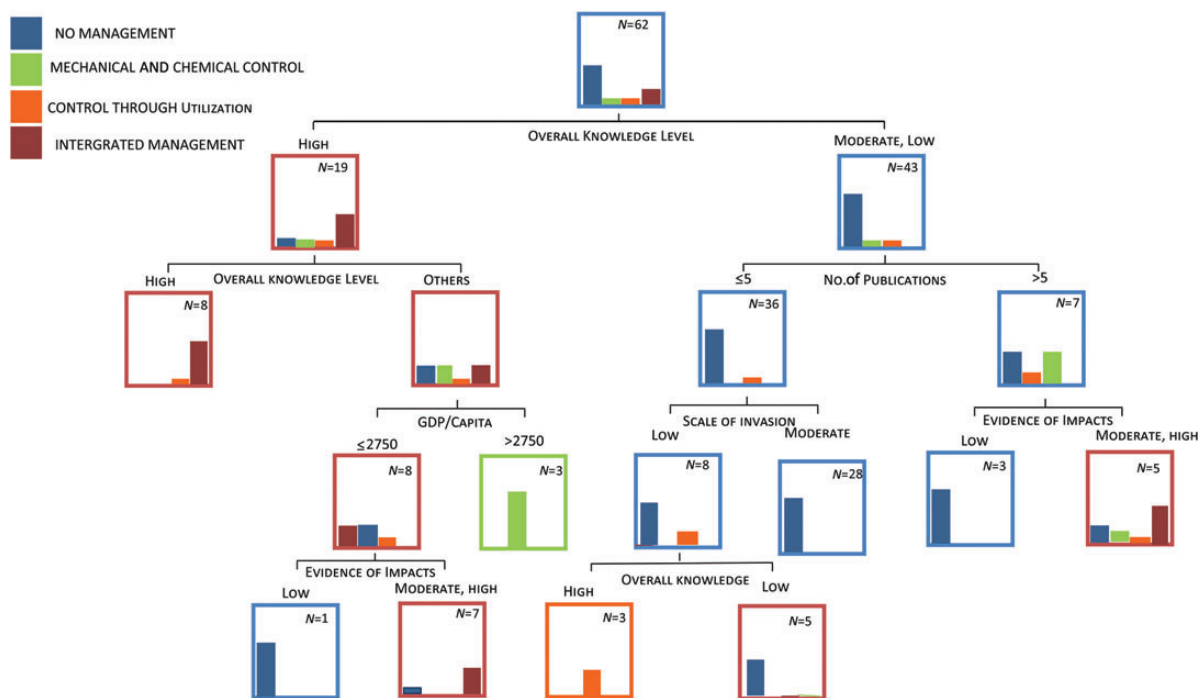 NO MANAGEMENT
MECHANICAL AND CHEMICAL CONTROL
CONTROL THROUGH UTILIZATION
INTERGRATED MANAGEMENT
N=62
OVERALL KNOWLEDGE LEVEL
HIGH
MODERATE, LOW
N=19
N=43
OVERALL KNOWLEDGE LEVEL
HIGH
OTHERS
NO.OF PUBLICATIONS
≤5
>5
N=8
N=36
N=7
GDP/CAPITA
≤2750
>2750
SCALE OF INVASION
LOW
MODERATE
EVIDENCE OF IMPACTS
LOW
MODERATE, HIGH
N=8
N=3
N=8
N=28
N=3
N=5
EVIDENCE OF IMPACTS
LOW
MODERATE, HIGH
OVERALL KNOWLEDGE
HIGH
LOW
N=1
N=7
N=3
N=5